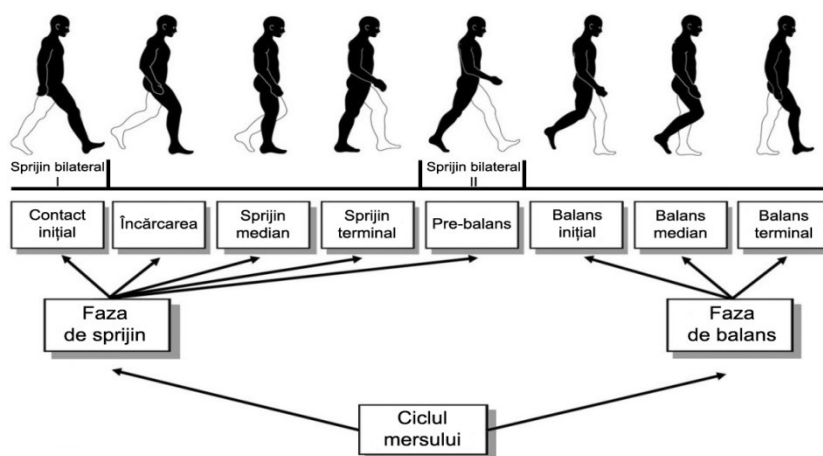 Sprijin bilateral
I
Sprijin bilateral
II
Contact
inițial
Încărcarea
Sprijin
median
Sprijin
terminal
Pre-balans
Balans
inițial
Balans
median
Balans
terminal
Faza
de sprijin
Faza
de balans
Ciclul
mersului